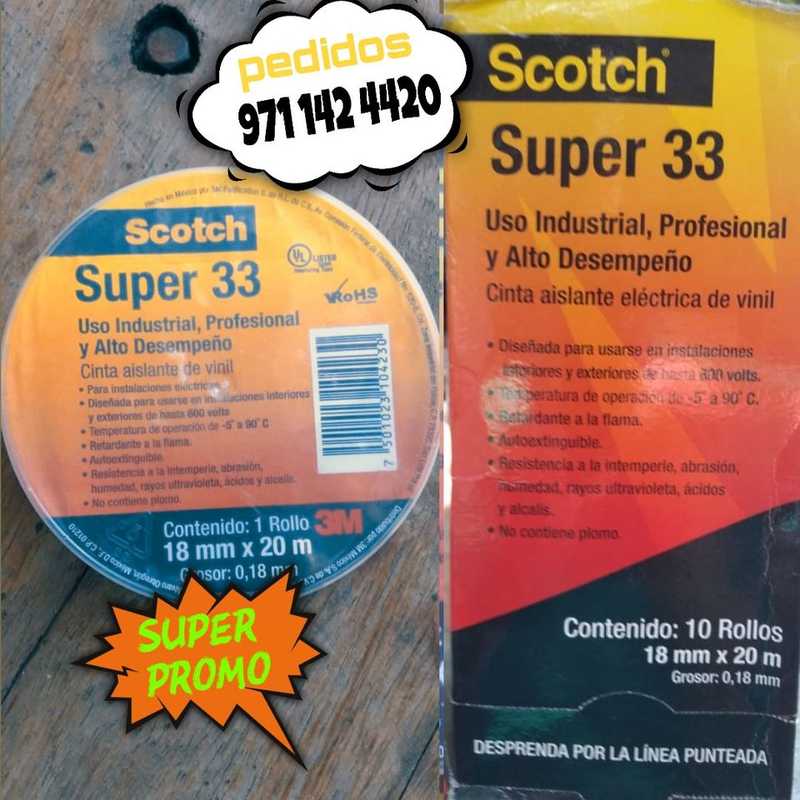 pedidos
971 142 4420
Scotch
Super 33
UL LISTED
RoHS
Uso Industrial, Profesional
y Alto Desempeño
Cinta aislante de vinil
• Para instalaciones eléctricas
• Diseñada para usarse en instalaciones interiores
y exteriores de hasta 600 volts
• Temperatura de operación de -5° a 90° C
• Retardante a la flama.
• Autoextinguible.
• Resistencia a la intemperie, abrasión,
humedad, rayos ultravioleta, ácidos y alcalis.
• No contiene plomo.
7 501023 104230
Contenido: 1 Rollo 3M
18 mm x 20 m
Grosor: 0,18 mm
SUPER
PROMO
Scotch®
Super 33
Uso Industrial, Profesional
y Alto Desempeño
Cinta aislante eléctrica de vinil
• Diseñada para usarse en instalaciones
interiores y exteriores de hasta 600 volts.
• Temperatura de operación de -5° a 90° C.
• Retardante a la flama.
• Autoextinguible.
• Resistencia a la intemperie, abrasión,
humedad, rayos ultravioleta, ácidos
y alcalis.
• No contiene plomo.
Contenido: 10 Rollos
18 mm x 20 m
Grosor: 0,18 mm
DESPRENDA POR LA LÍNEA PUNTEADA